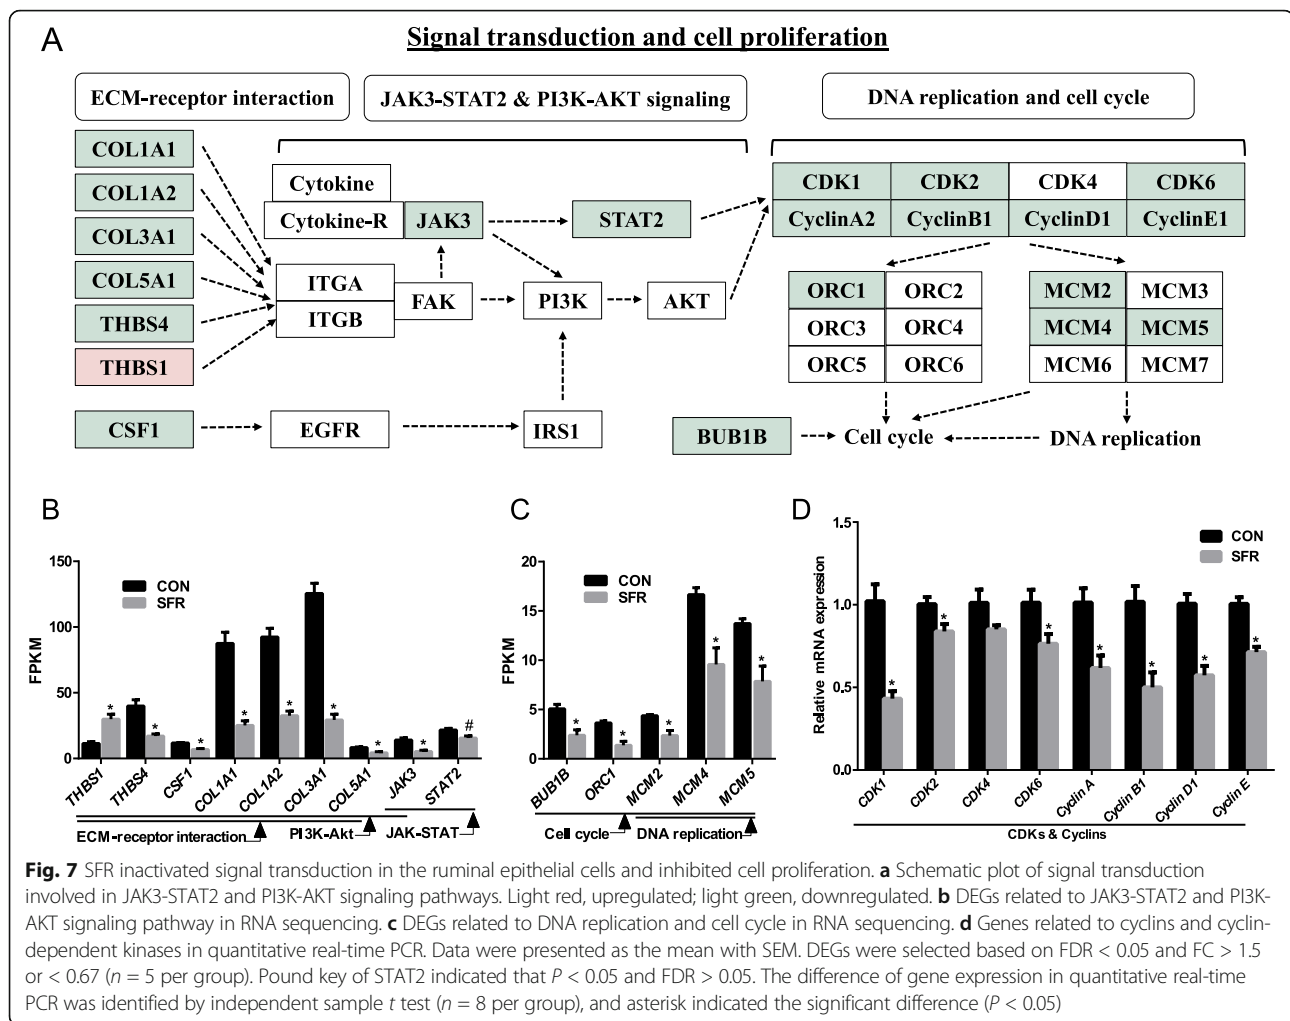 A
Signal transduction and cell proliferation
ECM-receptor interaction
JAK3-STAT2 & PI3K-AKT signaling
DNA replication and cell cycle
COL1A1
COL1A2
COL3A1
COL5A1
THBS4
THBS1
CSF1
Cytokine
Cytokine-R
JAK3
STAT2
ITGA
ITGB
FAK
PI3K
AKT
EGFR
IRS1
CDK1
CDK2
CDK4
CDK6
CyclinA2
CyclinB1
CyclinD1
CyclinE1
ORC1
ORC2
ORC3
ORC4
ORC5
ORC6
MCM2
MCM3
MCM4
MCM5
MCM6
MCM7
BUB1B
Cell cycle
DNA replication
B
FPKM
150
100
50
0
CON
SFR
* * * * * * * * #
THBS1
THBS4
CSF1
COL1A1
COL1A2
COL3A1
COL5A1
JAK3
STAT2
ECM-receptor interaction
PI3K-Akt
JAK-STAT
C
FPKM
20
15
10
5
0
CON
SFR
* * * * *
BUB1B
ORC1
MCM2
MCM4
MCM5
Cell cycle
DNA replication
D
Relative mRNA expression
1.5
1.0
0.5
0.0
CON
SFR
* * * * * * *
CDK1
CDK2
CDK4
CDK6
Cyclin A
Cyclin B1
Cyclin D1
Cyclin E
CDKs & Cyclins
Fig. 7 SFR inactivated signal transduction in the ruminal epithelial cells and inhibited cell proliferation. a Schematic plot of signal transduction
involved in JAK3-STAT2 and PI3K-AKT signaling pathways. Light red, upregulated; light green, downregulated. b DEGs related to JAK3-STAT2 and PI3K-
AKT signaling pathway in RNA sequencing. c DEGs related to DNA replication and cell cycle in RNA sequencing. d Genes related to cyclins and cyclin-
dependent kinases in quantitative real-time PCR. Data were presented as the mean with SEM. DEGs were selected based on FDR < 0.05 and FC > 1.5
or < 0.67 (n = 5 per group). Pound key of STAT2 indicated that P < 0.05 and FDR > 0.05. The difference of gene expression in quantitative real-time
PCR was identified by independent sample t test (n = 8 per group), and asterisk indicated the significant difference (P < 0.05)